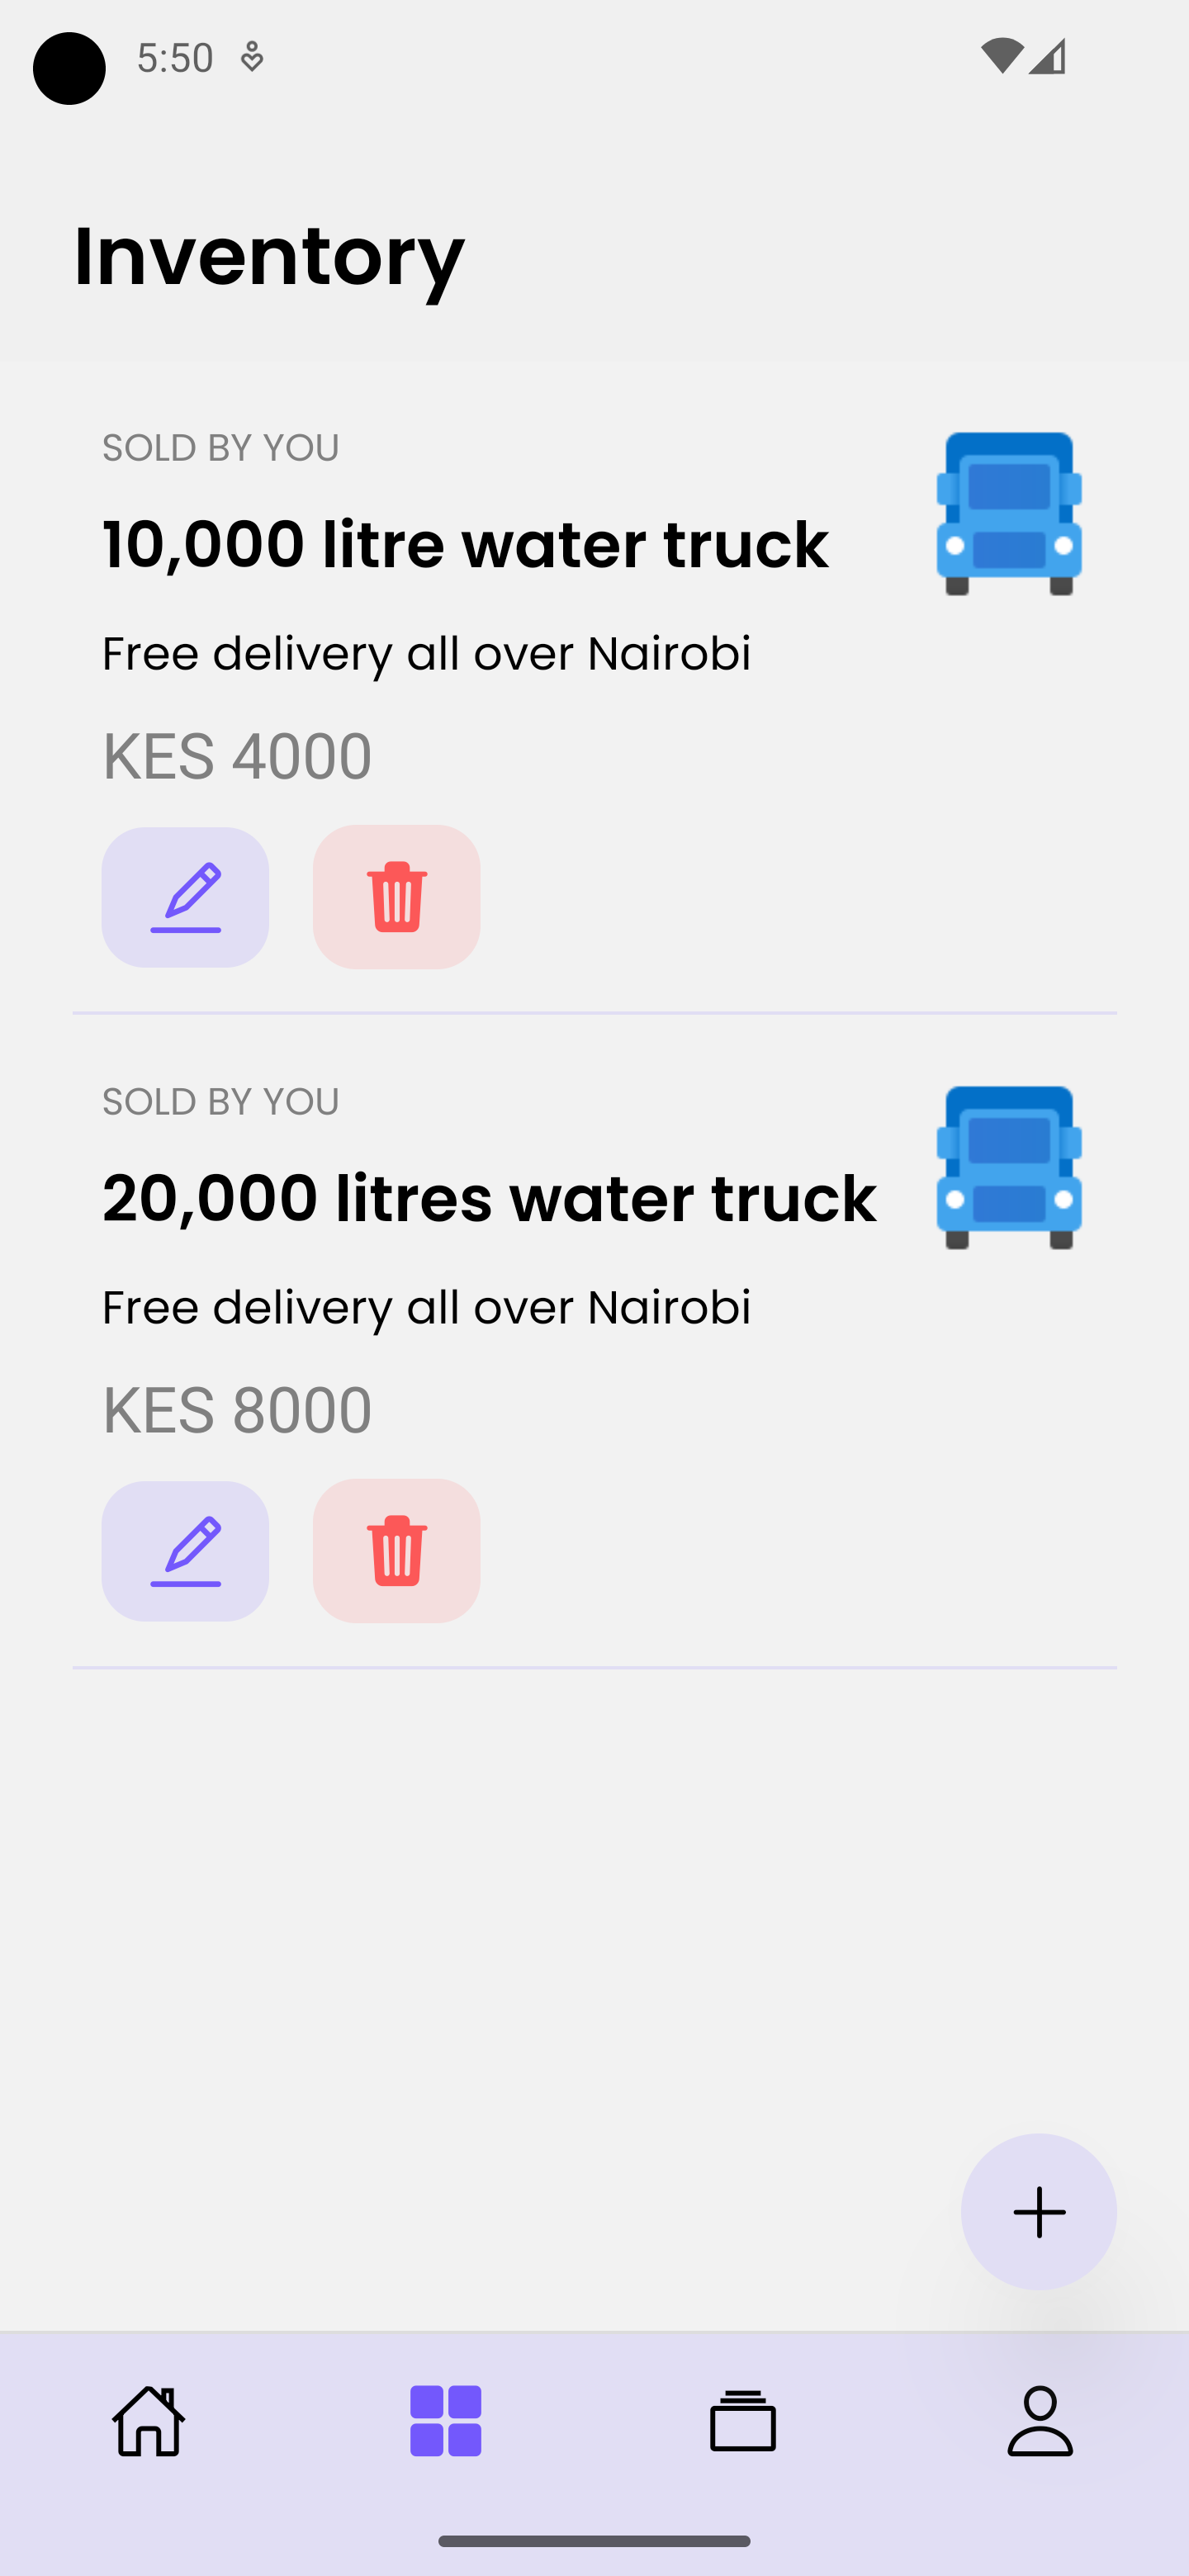 5:50
Inventory
SOLD BY YOU
10,000 litre water truck
Free delivery all over Nairobi
KES 4000
SOLD BY YOU
20,000 litres water truck
Free delivery all over Nairobi
KES 8000